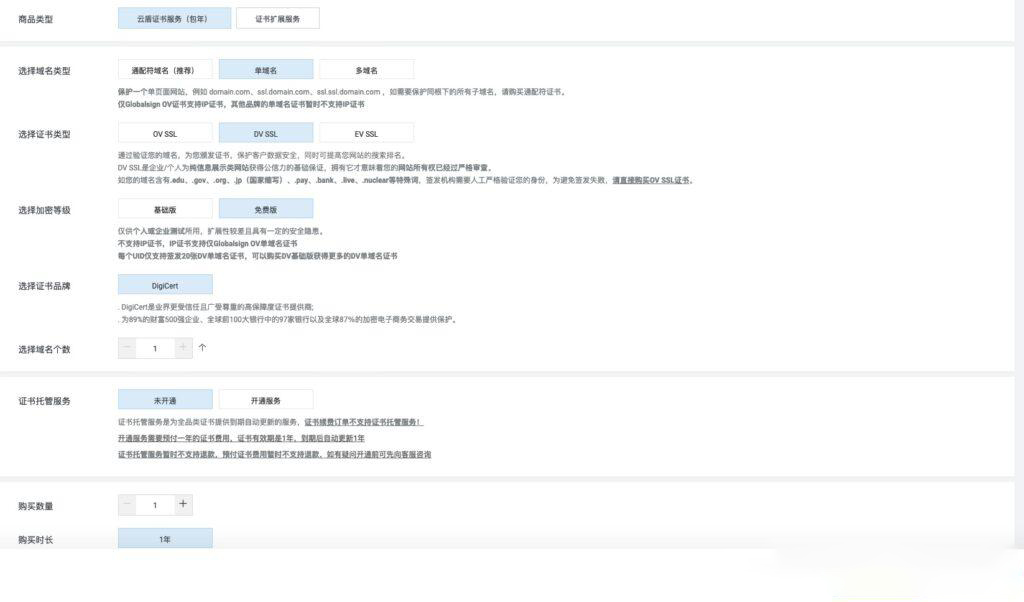 商品类型
云盾证书服务（包年）
证书扩展服务
选择域名类型
通配符域名（推荐）
单域名
多域名
保护一个单页面网站，例如 domain.com、ssl.domain.com、ssl.ssl.domain.com ，如需要保护同根下的所有子域名，请购买通配符证书。
仅Globalsign OV证书支持IP证书，其他品牌的单域名证书暂时不支持IP证书
选择证书类型
OV SSL
DV SSL
EV SSL
通过验证您的域名，为您颁发证书，保护客户数据安全，同时可提高您网站的搜索排名。
DV SSL是企业/个人为纯信息展示类网站获得公信力的基础保证，拥有它才意味着您的网站所有权已经过严格审查。
如您的域名含有.edu、.gov、.org、.jp（国家缩写）、.pay、.bank、.live、.nuclear等特殊词，签发机构需要人工严格验证您的身份，为避免签发失败，请直接购买OV SSL证书。
选择加密等级
基础版
免费版
仅供个人或企业测试所用，扩展性较差且具有一定的安全隐患。
不支持IP证书，IP证书支持仅Globalsign OV单域名证书
每个UID仅支持签发20张DV单域名证书，可以购买DV基础版获得更多的DV单域名证书
选择证书品牌
DigiCert
. DigiCert是业界更受信任且广受尊重的高保障度证书提供商;
. 为89%的财富500强企业、全球前100大银行中的97家银行以及全球87%的加密电子商务交易提供保护。
选择域名个数
− 1 + 个
证书托管服务
未开通
开通服务
证书托管服务是为全品类证书提供到期自动更新的服务，证书续费订单不支持证书托管服务！
开通服务需要预付一年的证书费用，证书有效期是1年，到期后自动更新1年
证书托管服务暂时不支持退款，预付证书费用暂时不支持退款，如有疑问开通前可先向客服咨询
购买数量
− 1 +
购买时长
1年